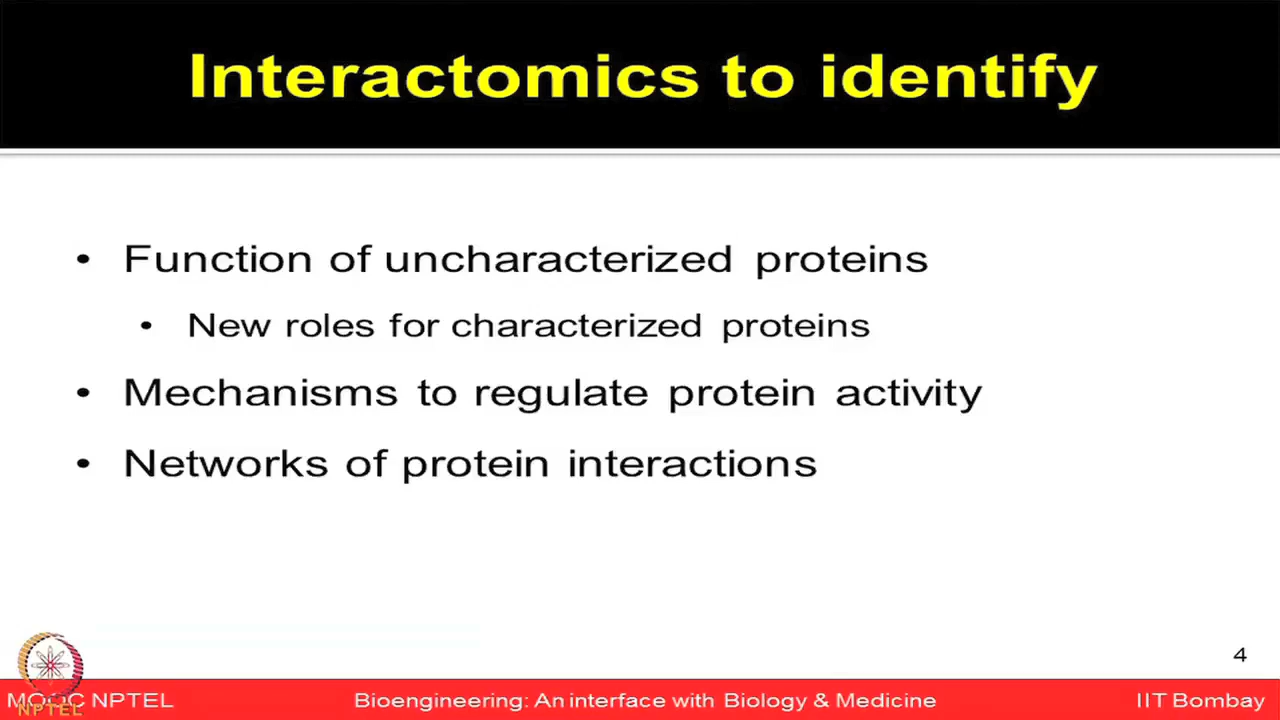 Interactomics to identify
• Function of uncharacterized proteins
• New roles for characterized proteins
• Mechanisms to regulate protein activity
• Networks of protein interactions
4
MOOC NPTEL Bioengineering: An interface with Biology & Medicine IIT Bombay
NPTEL